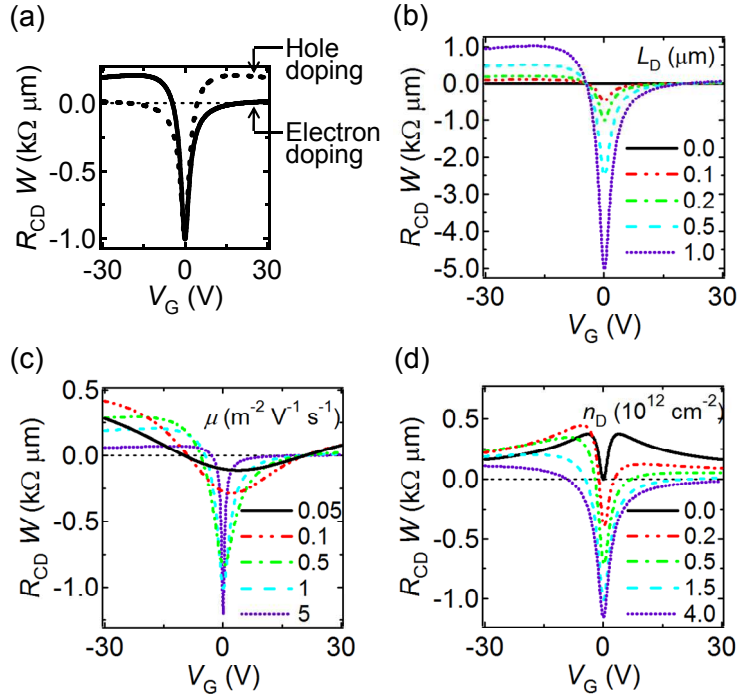 (a)
Hole
doping
Electron
doping
0.0
-0.5
-1.0
R_CD W (kΩ μm)
-30 0 30
V_G (V)
(b)
L_D (μm)
1.0
0.0
-1.0
-2.0
-3.0
-4.0
-5.0
0.0
0.1
0.2
0.5
1.0
R_CD W (kΩ μm)
-30 0 30
V_G (V)
(c)
μ (m⁻² V⁻¹ s⁻¹)
0.5
0.0
-0.5
-1.0
0.05
0.1
0.5
1
5
R_CD W (kΩ μm)
-30 0 30
V_G (V)
(d)
n_D (10¹² cm⁻²)
0.5
0.0
-0.5
-1.0
0.0
0.2
0.5
1.5
4.0
R_CD W (kΩ μm)
-30 0 30
V_G (V)